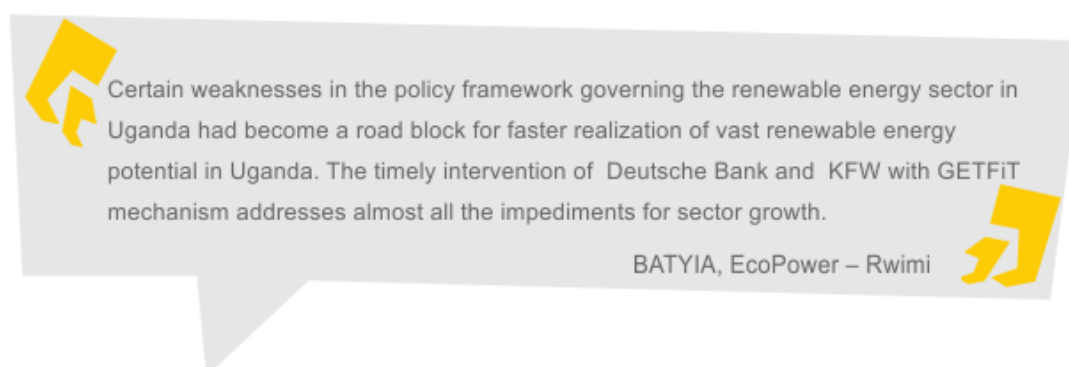 Certain weaknesses in the policy framework governing the renewable energy sector in
Uganda had become a road block for faster realization of vast renewable energy
potential in Uganda. The timely intervention of Deutsche Bank and KFW with GETFiT
mechanism addresses almost all the impediments for sector growth.
BATYIA, EcoPower – Rwimi